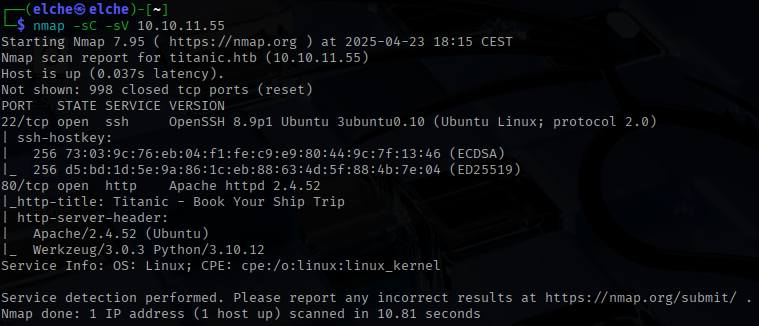 ┌──(elche㉿elche)-[~]
└─$ nmap -sC -sV 10.10.11.55
Starting Nmap 7.95 ( https://nmap.org ) at 2025-04-23 18:15 CEST
Nmap scan report for titanic.htb (10.10.11.55)
Host is up (0.037s latency).
Not shown: 998 closed tcp ports (reset)
PORT   STATE SERVICE VERSION
22/tcp open  ssh     OpenSSH 8.9p1 Ubuntu 3ubuntu0.10 (Ubuntu Linux; protocol 2.0)
| ssh-hostkey:
|   256 73:03:9c:76:eb:04:f1:fe:c9:e9:80:44:9c:7f:13:46 (ECDSA)
|_  256 d5:bd:1d:5e:9a:86:1c:eb:88:63:4d:5f:88:4b:7e:04 (ED25519)
80/tcp open  http    Apache httpd 2.4.52
|_http-title: Titanic - Book Your Ship Trip
| http-server-header:
|   Apache/2.4.52 (Ubuntu)
|_  Werkzeug/3.0.3 Python/3.10.12
Service Info: OS: Linux; CPE: cpe:/o:linux:linux_kernel

Service detection performed. Please report any incorrect results at https://nmap.org/submit/ .
Nmap done: 1 IP address (1 host up) scanned in 10.81 seconds